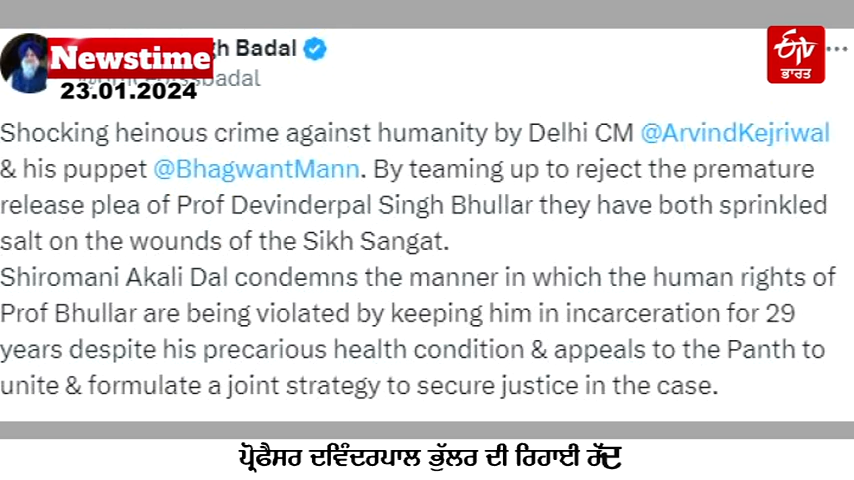 Newstime
gh Badal
badal
23.01.2024
ਭਾਰਤ
Shocking heinous crime against humanity by Delhi CM @ArvindKejriwal
& his puppet @BhagwantMann. By teaming up to reject the premature
release plea of Prof Devinderpal Singh Bhullar they have both sprinkled
salt on the wounds of the Sikh Sangat.
Shiromani Akali Dal condemns the manner in which the human rights of
Prof Bhullar are being violated by keeping him in incarceration for 29
years despite his precarious health condition & appeals to the Panth to
unite & formulate a joint strategy to secure justice in the case.
ਪ੍ਰੋਫੈਸਰ ਦਵਿੰਦਰਪਾਲ ਭੁੱਲਰ ਦੀ ਰਿਹਾਈ ਰੱਦ